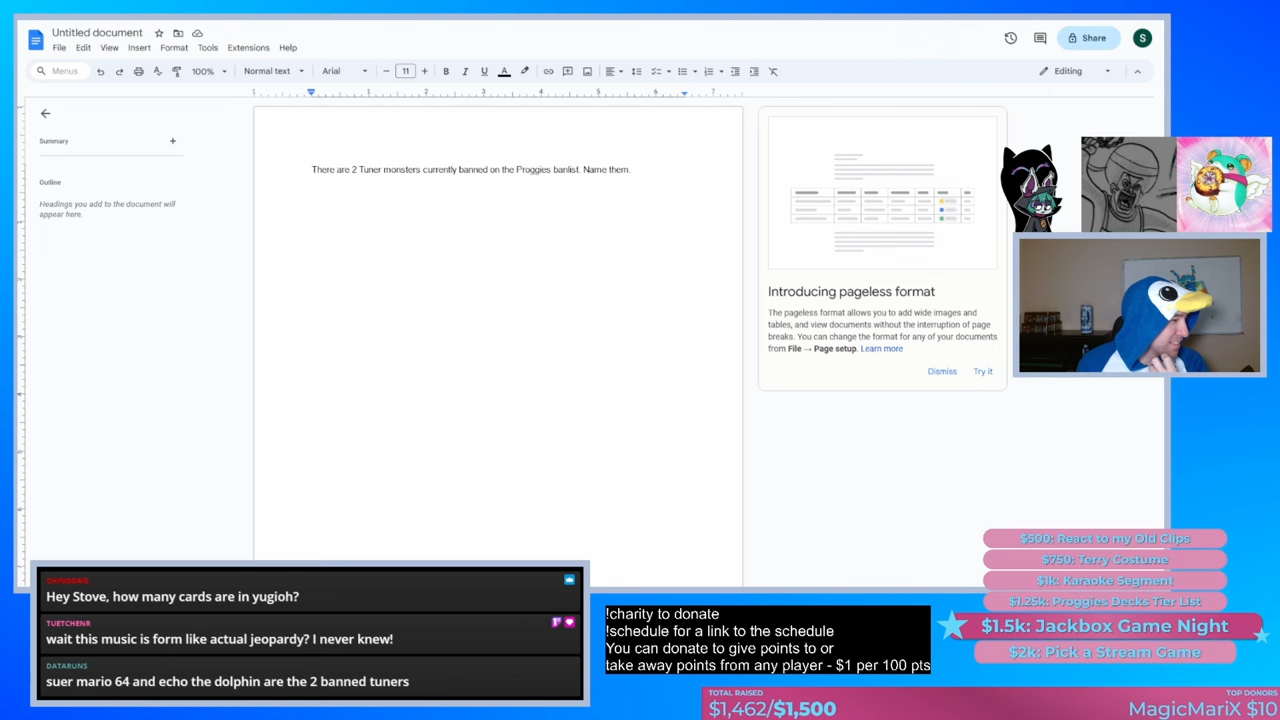 Untitled document
File Edit View Insert Format Tools Extensions Help
Share
S
Menus
100%
Normal text
Arial
11
B I U A
Editing
1 1 2 3 4 5 6 7
Summary
Outline
Headings you add to the document will
appear here.
There are 2 Tuner monsters currently banned on the Proggies banlist. Name them.
Introducing pageless format
The pageless format allows you to add wide images and
tables, and view documents without the interruption of page
breaks. You can change the format for any of your documents
from File → Page setup. Learn more
Dismiss Try it
Hey Stove, how many cards are in yugioh?
TUETCHENR
wait this music is form like actual jeopardy? I never knew!
DATARUNS
suer mario 64 and echo the dolphin are the 2 banned tuners
!charity to donate
!schedule for a link to the schedule
You can donate to give points to or
take away points from any player - $1 per 100 pts
$500: React to my Old Clips
$750: Terry Costume
$1k: Karaoke Segment
$1.25k: Proggies Decks Tier List
$1.5k: Jackbox Game Night
$2k: Pick a Stream Game
TOTAL RAISED
$1,462/$1,500
TOP DONORS
MagicMariX $10